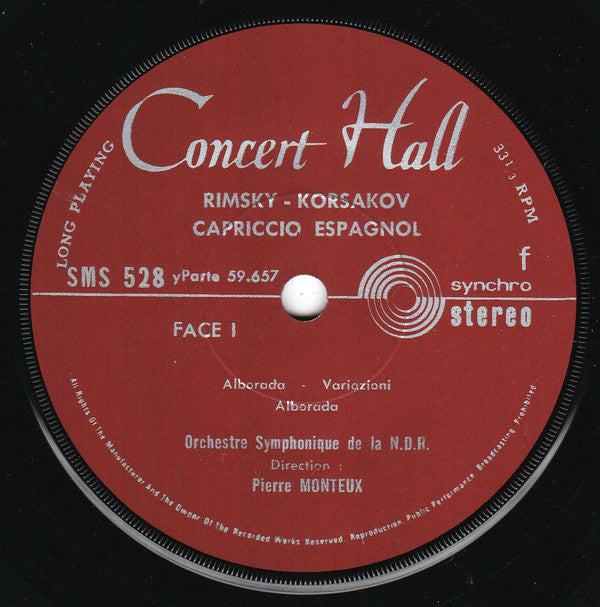 Concert Hall
LONG PLAYING
33 1/3 RPM
RIMSKY - KORSAKOV
CAPRICCIO ESPAGNOL
SMS 528 yParte 59.657
f
synchro
stereo
FACE I
Alborada - Variazioni
Alborada
Orchestre Symphonique de la N.D.R.
Direction :
Pierre MONTEUX
All Rights Of The Manufacturer And The Owner Of The Recorded Works Reserved. Reproduction, Public Performance, Broadcasting Prohibited.